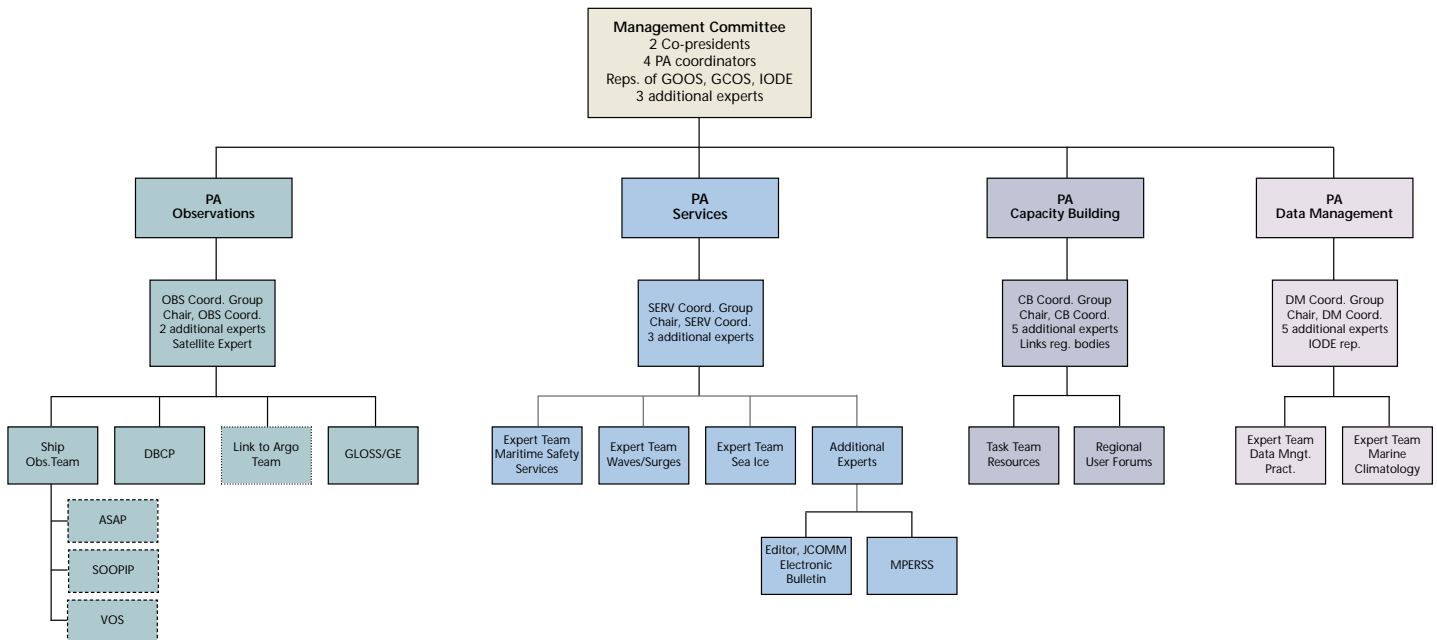 Management Committee
2 Co-presidents
4 PA coordinators
Reps. of GOOS, GCOS, IODE
3 additional experts
PA
Observations
PA
Services
PA
Capacity Building
PA
Data Management
OBS Coord. Group
Chair, OBS Coord.
2 additional experts
Satellite Expert
SERV Coord. Group
Chair, SERV Coord.
3 additional experts
CB Coord. Group
Chair, CB Coord.
5 additional experts
Links reg. bodies
DM Coord. Group
Chair, DM Coord.
5 additional experts
IODE rep.
Ship
Obs.Team
DBCP
Link to Argo
Team
GLOSS/GE
Expert Team
Maritime Safety
Services
Expert Team
Waves/Surges
Expert Team
Sea Ice
Additional
Experts
Task Team
Resources
Regional
User Forums
Expert Team
Data Mngt.
Pract.
Expert Team
Marine
Climatology
ASAP
SOOPIP
VOS
Editor, JCOMM
Electronic
Bulletin
MPERSS